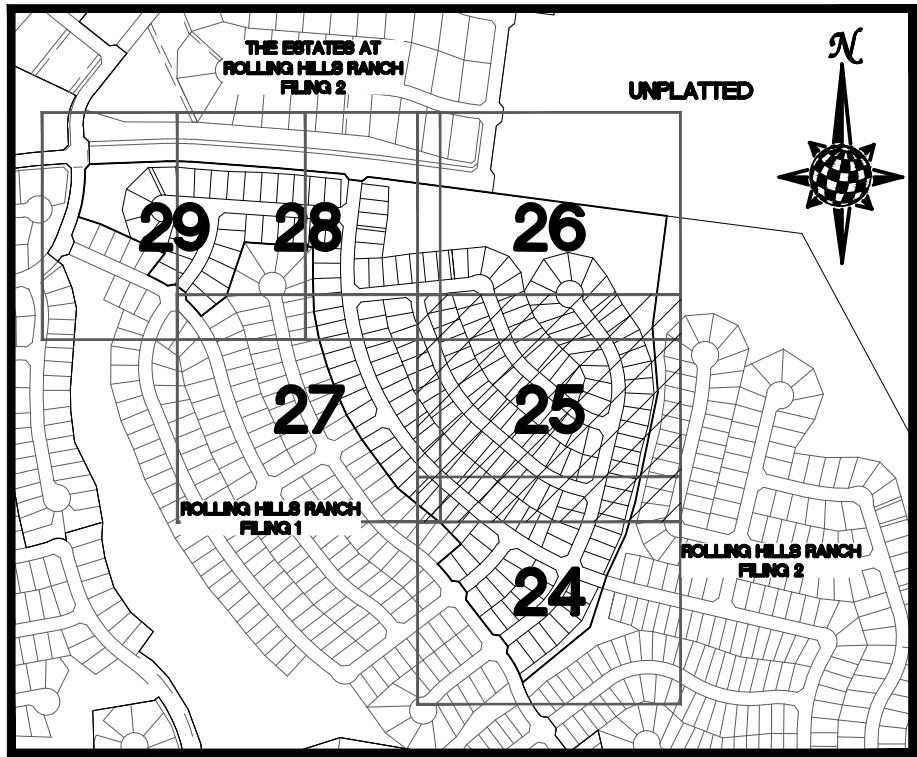 THE ESTATES AT
ROLLING HILLS RANCH
FILING 2
UNPLATTED
N
29
28
26
27
25
ROLLING HILLS RANCH
FILING 1
24
ROLLING HILLS RANCH
FILING 2